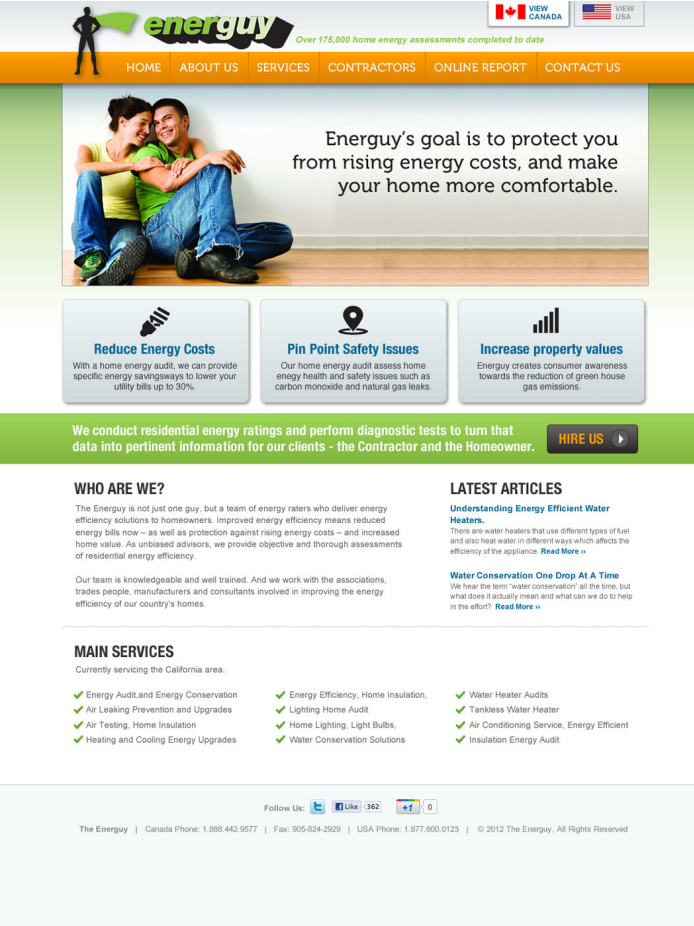 energuy
Over 175,000 home energy assessments completed to date
VIEW
CANADA
VIEW
USA
HOME
ABOUT US
SERVICES
CONTRACTORS
ONLINE REPORT
CONTACT US
Energuy's goal is to protect you
from rising energy costs, and make
your home more comfortable.
Reduce Energy Costs
With a home energy audit, we can provide
specific energy savingsways to lower your
utility bills up to 30%.
Pin Point Safety Issues
Our home energy audit assess home
enegy health and safety issues such as
carbon monoxide and natural gas leaks.
Increase property values
Energuy creates consumer awareness
towards the reduction of green house
gas emissions.
We conduct residential energy ratings and perform diagnostic tests to turn that
data into pertinent information for our clients - the Contractor and the Homeowner.
HIRE US
WHO ARE WE?
The Energuy is not just one guy, but a team of energy raters who deliver energy
efficiency solutions to homeowners. Improved energy efficiency means reduced
energy bills now – as well as protection against rising energy costs – and increased
home value. As unbiased advisors, we provide objective and thorough assessments
of residential energy efficiency.
Our team is knowledgeable and well trained. And we work with the associations,
trades people, manufacturers and consultants involved in improving the energy
efficiency of our country's homes.
LATEST ARTICLES
Understanding Energy Efficient Water
Heaters.
There are water heaters that use different types of fuel
and also heat water in different ways which affects the
efficiency of the appliance. Read More ››
Water Conservation One Drop At A Time
We hear the term "water conservation" all the time, but
what does it actually mean and what can we do to help
in the effort? Read More ››
MAIN SERVICES
Currently servicing the California area.
Energy Audit,and Energy Conservation
Air Leaking Prevention and Upgrades
Air Testing, Home Insulation
Heating and Cooling Energy Upgrades
Energy Efficiency, Home Insulation,
Lighting Home Audit
Home Lighting, Light Bulbs,
Water Conservation Solutions
Water Heater Audits
Tankless Water Heater
Air Conditioning Service, Energy Efficient
Insulation Energy Audit
Follow Us: t f Like 362 +1 0
The Energuy | Canada Phone: 1.888.442.9577 | Fax: 905-824-2929 | USA Phone: 1.877.600.0123 | © 2012 The Energuy, All Rights Reserved